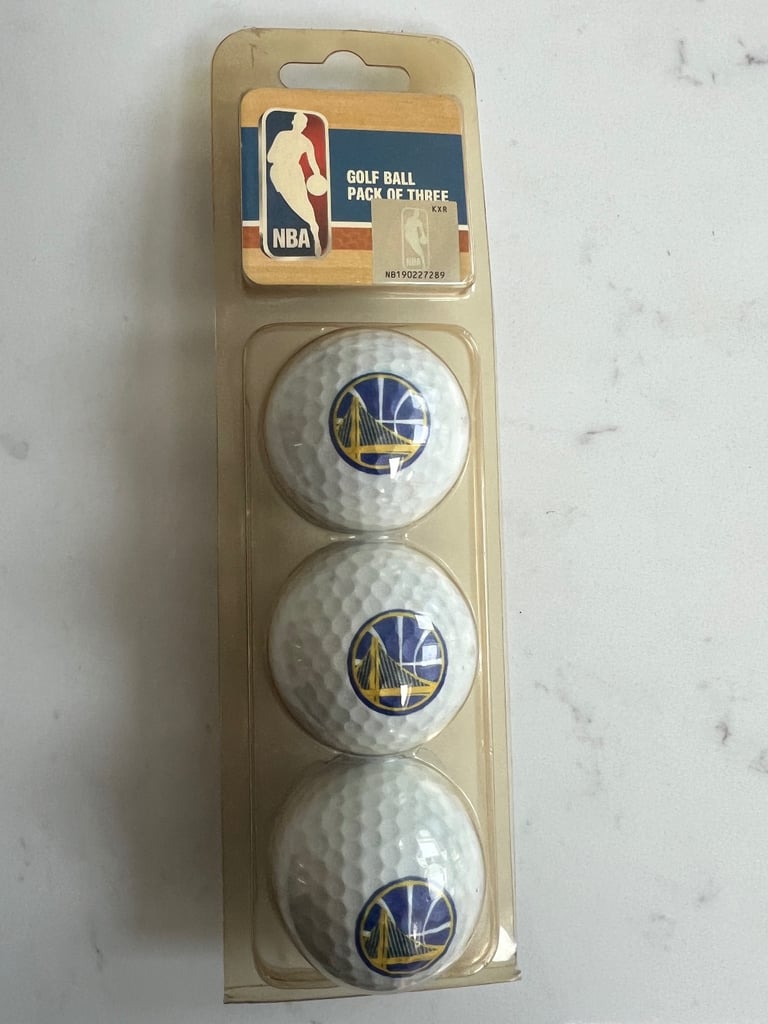 GOLF BALL
PACK OF THREE
NBA
KXR
NBA
NB190227289